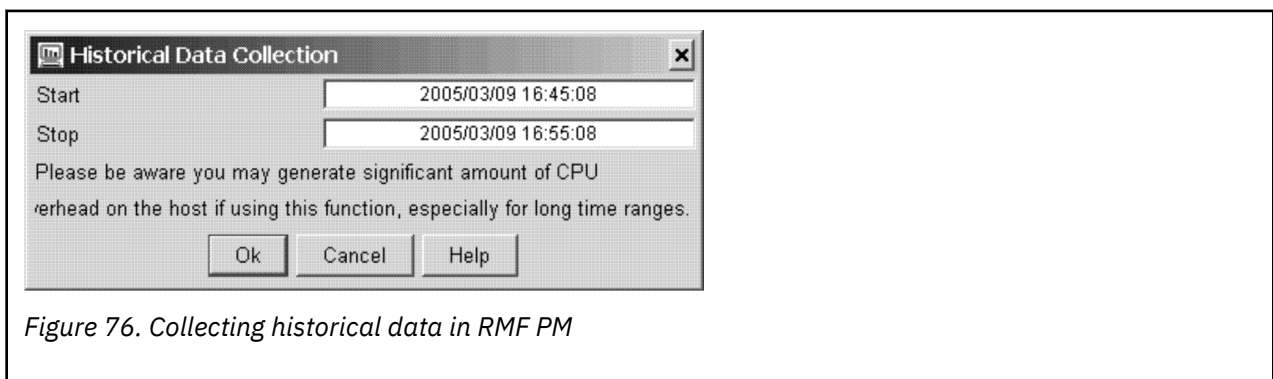 Historical Data Collection
Start 2005/03/09 16:45:08
Stop 2005/03/09 16:55:08
Please be aware you may generate significant amount of CPU
verhead on the host if using this function, especially for long time ranges.
Ok Cancel Help
Figure 76. Collecting historical data in RMF PM